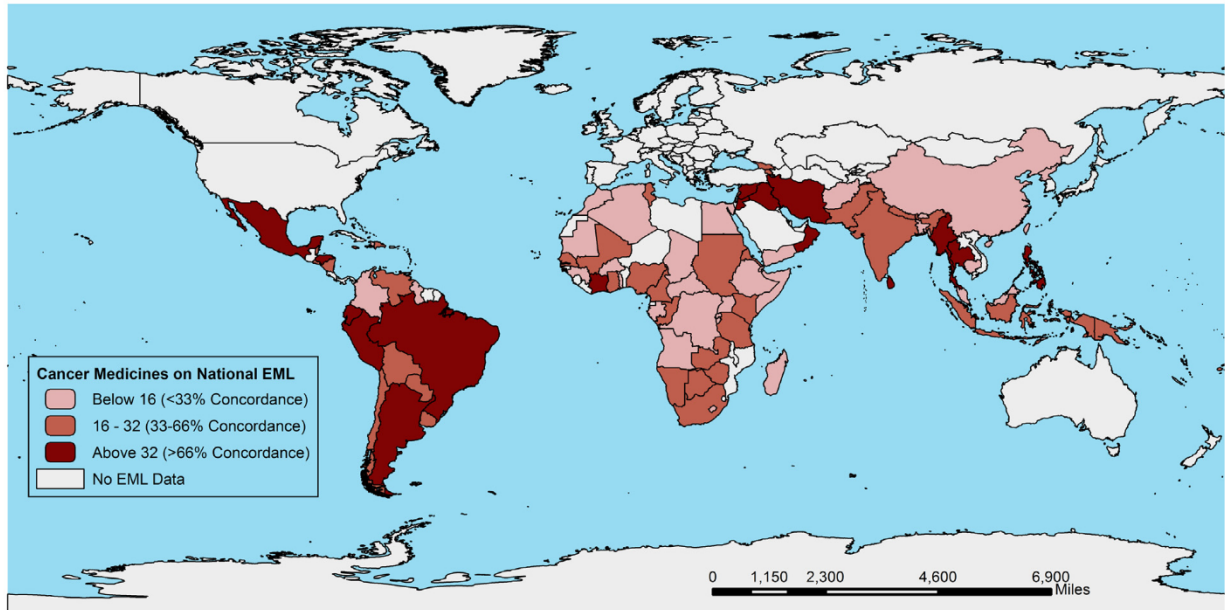 Cancer Medicines on National EML
Below 16 (<33% Concordance)
16 - 32 (33-66% Concordance)
Above 32 (>66% Concordance)
No EML Data
0 1,150 2,300 4,600 6,900
Miles